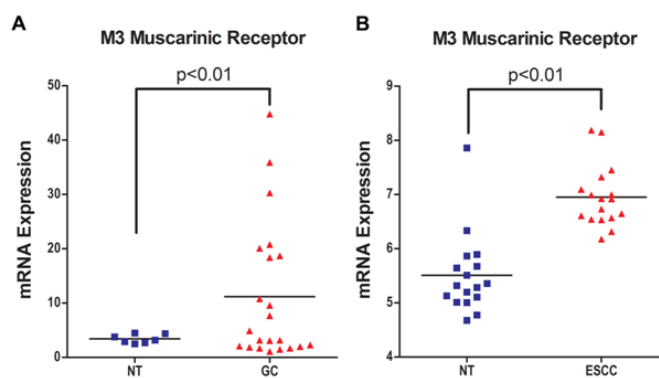 A
M3 Muscarinic Receptor
p<0.01
mRNA Expression
50
40
30
20
10
0
NT
GC
B
M3 Muscarinic Receptor
p<0.01
mRNA Expression
9
8
7
6
5
4
NT
ESCC